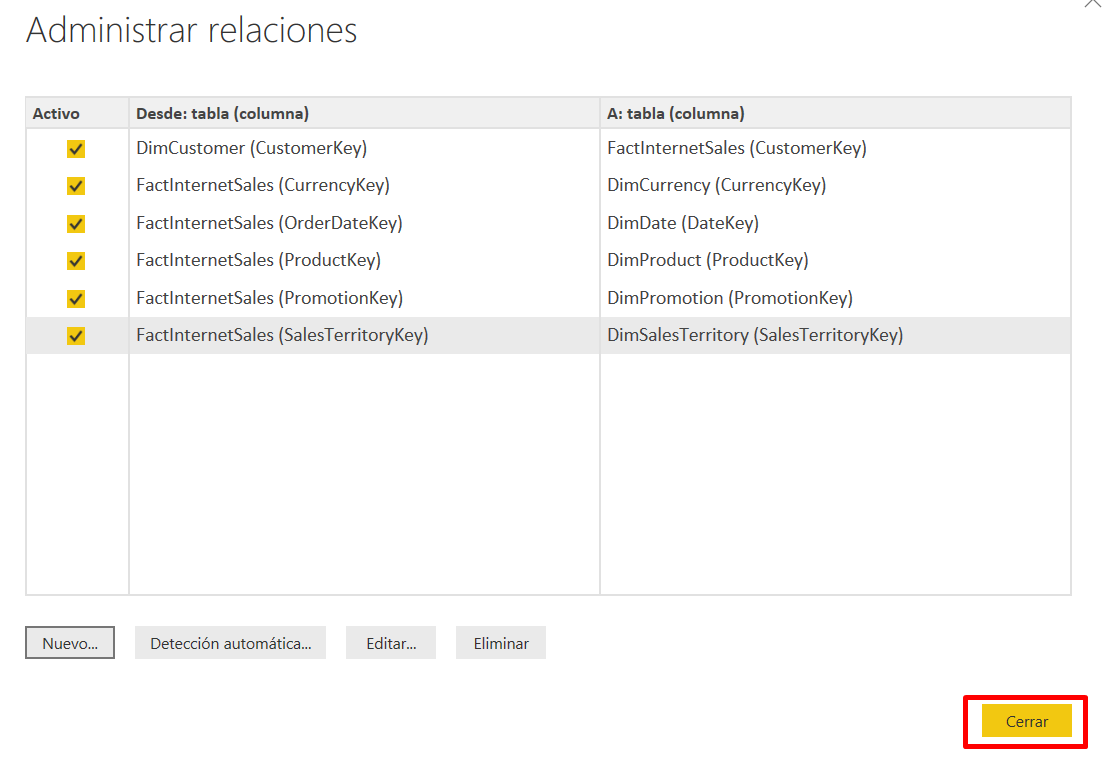 Administrar relaciones
Activo Desde: tabla (columna) A: tabla (columna)
DimCustomer (CustomerKey) FactInternetSales (CustomerKey)
FactInternetSales (CurrencyKey) DimCurrency (CurrencyKey)
FactInternetSales (OrderDateKey) DimDate (DateKey)
FactInternetSales (ProductKey) DimProduct (ProductKey)
FactInternetSales (PromotionKey) DimPromotion (PromotionKey)
FactInternetSales (SalesTerritoryKey) DimSalesTerritory (SalesTerritoryKey)
Nuevo... Detección automática... Editar... Eliminar
Cerrar